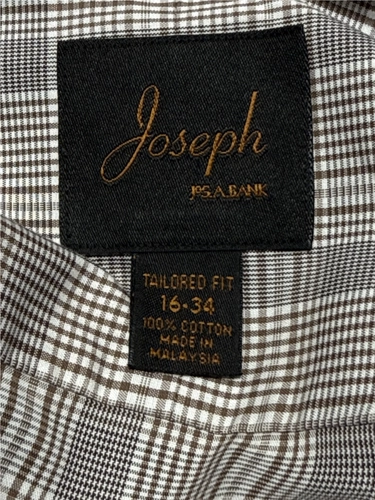 Joseph
JOS.A.BANK
TAILORED FIT
16-34
100% COTTON
MADE IN
MALAYSIA